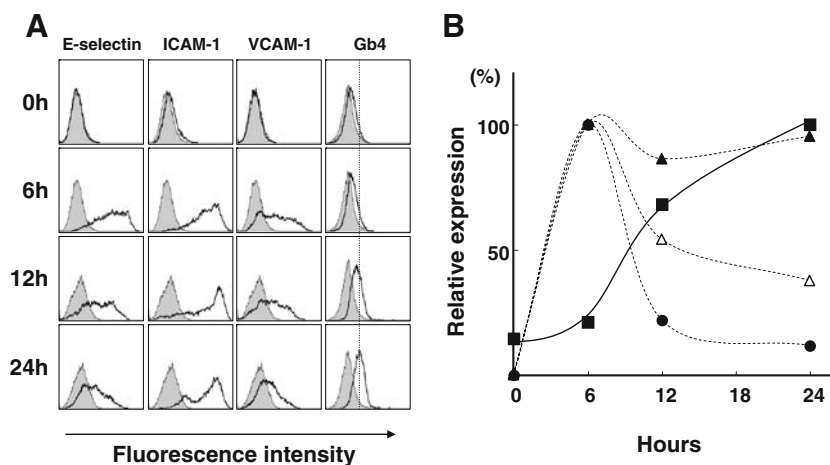 A
E-selectin ICAM-1 VCAM-1 Gb4
0h
6h
12h
24h
Fluorescence intensity
B
(%)
100
50
Relative expression
0 6 12 18 24
Hours